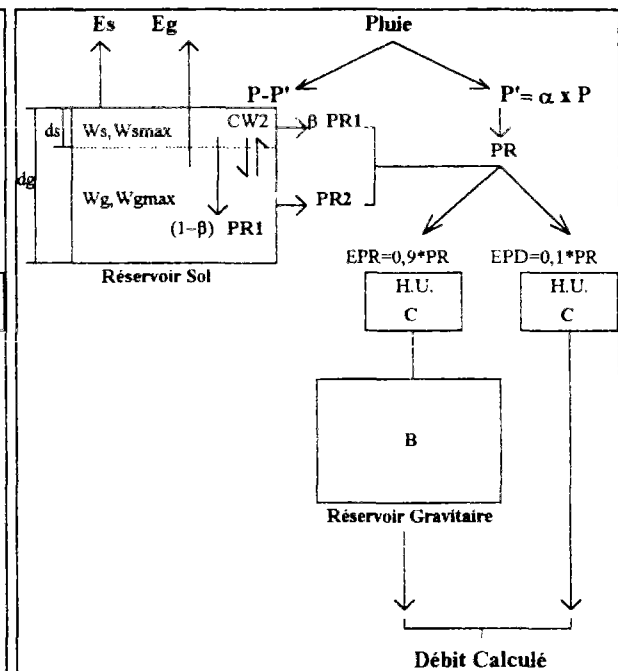 Es Eg Pluie
P-P' P'= α x P
ds Ws, Wsmax CW2 β PR1
PR
dg Wg, Wgmax PR2
(1-β) PR1
EPR=0,9*PR EPD=0,1*PR
Réservoir Sol
H.U. H.U.
C C
B
Réservoir Gravitaire
Débit Calculé